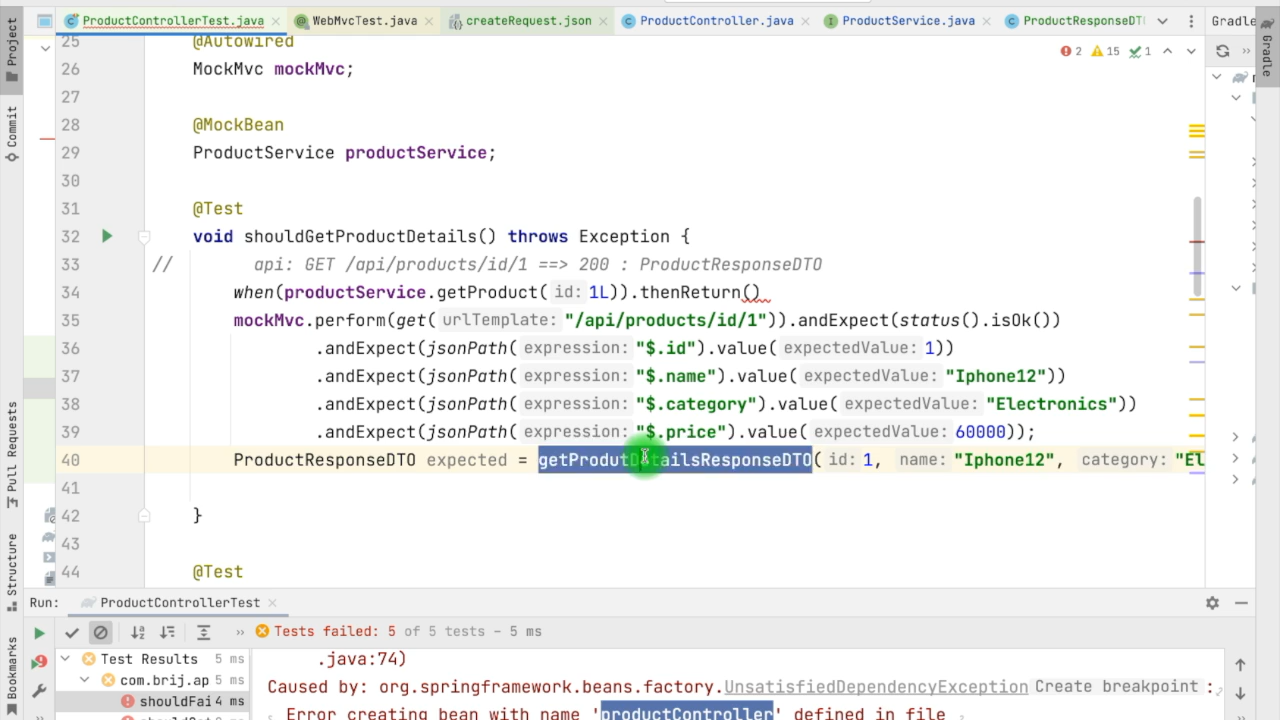 ProductControllerTest.java WebMvcTest.java createRequest.json ProductController.java ProductService.java ProductResponseDT Gradle
Project
Commit
Pull Requests
Structure
Bookmarks
Gradle
2 15 1
25 @Autowired
26 MockMvc mockMvc;
27
28 @MockBean
29 ProductService productService;
30
31 @Test
32 void shouldGetProductDetails() throws Exception {
33 // api: GET /api/products/id/1 ==> 200 : ProductResponseDTO
34 when(productService.getProduct( id: 1L)).thenReturn()
35 mockMvc.perform(get( urlTemplate: "/api/products/id/1")).andExpect(status().isOk())
36 .andExpect(jsonPath( expression: "$.id").value( expectedValue: 1))
37 .andExpect(jsonPath( expression: "$.name").value( expectedValue: "Iphone12"))
38 .andExpect(jsonPath( expression: "$.category").value( expectedValue: "Electronics"))
39 .andExpect(jsonPath( expression: "$.price").value( expectedValue: 60000));
40 ProductResponseDTO expected = getProdutDetailsResponseDTO( id: 1, name: "Iphone12", category: "El
41
42 }
43
44 @Test
Run: ProductControllerTest
Tests failed: 5 of 5 tests – 5 ms
Test Results 5 ms
com.brij.ap 5 ms
shouldFai 4 ms
.java:74)
Caused by: org.springframework.beans.factory.UnsatisfiedDependencyException Create breakpoint :
Error creating bean with name 'productController' defined in file